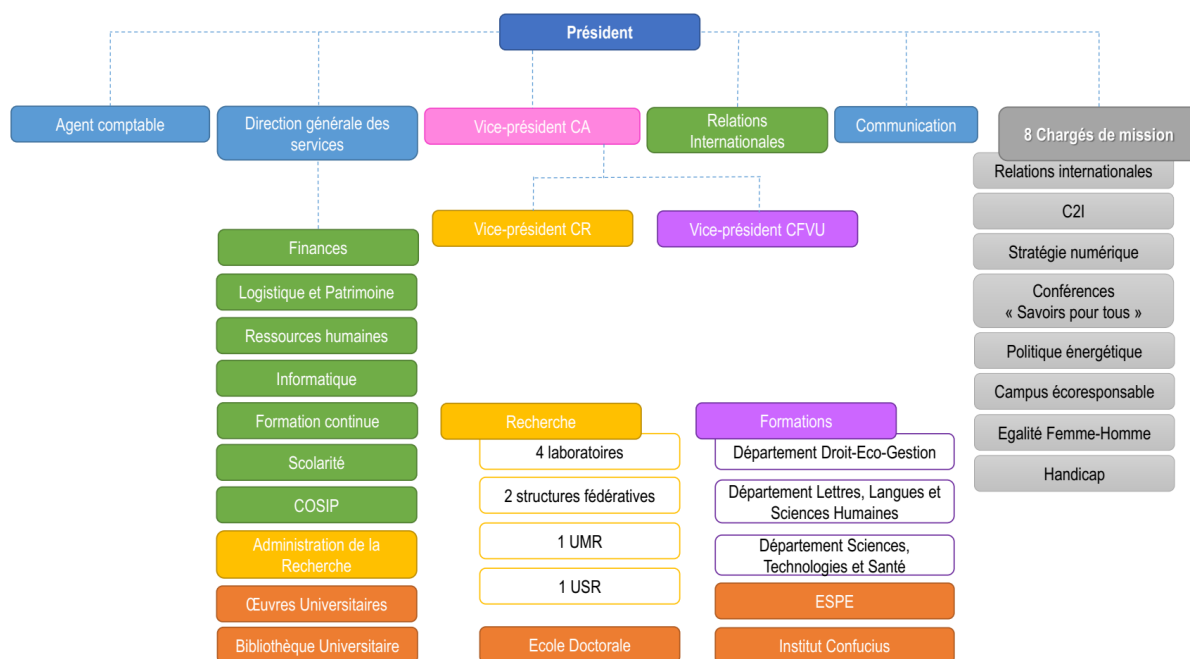 Président
Agent comptable
Direction générale des
services
Vice-président CA
Relations
Internationales
Communication
8 Chargés de mission
Relations internationales
C2I
Stratégie numérique
Conférences
« Savoirs pour tous »
Politique énergétique
Campus écoresponsable
Egalité Femme-Homme
Handicap
Vice-président CR
Vice-président CFVU
Finances
Logistique et Patrimoine
Ressources humaines
Informatique
Formation continue
Scolarité
COSIP
Administration de la
Recherche
Œuvres Universitaires
Bibliothèque Universitaire
Recherche
4 laboratoires
2 structures fédératives
1 UMR
1 USR
Ecole Doctorale
Formations
Département Droit-Eco-Gestion
Département Lettres, Langues et
Sciences Humaines
Département Sciences,
Technologies et Santé
ESPE
Institut Confucius